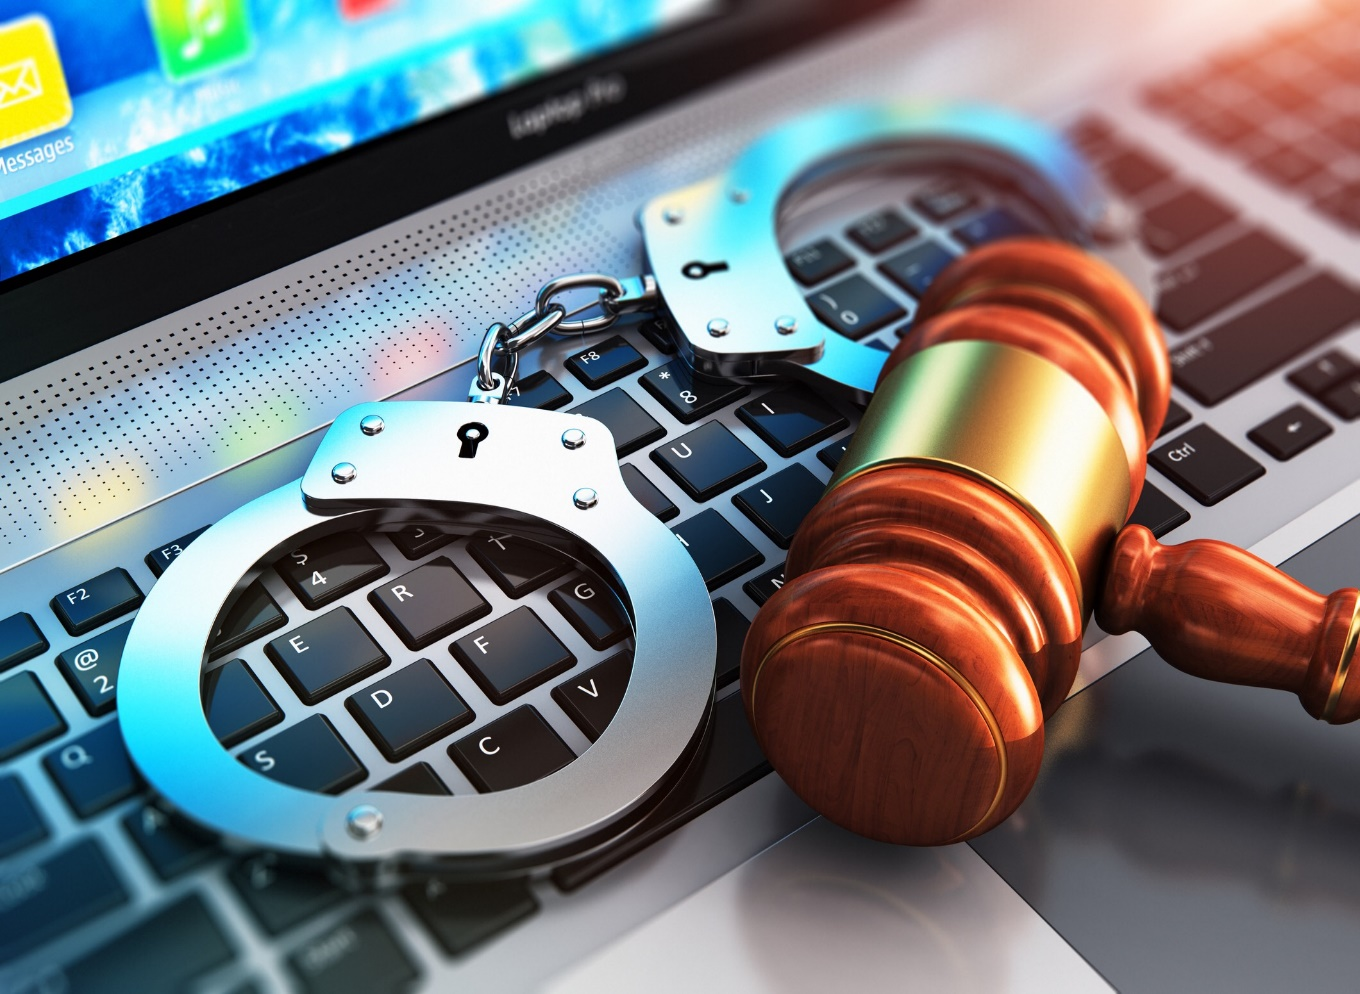 Messages
Laptop Pro
F8
*
8
I
U
J
)
0
F3
F2
$
4
R
G
@
2
E
F
D
V
Q
S
C
N
Ctrl